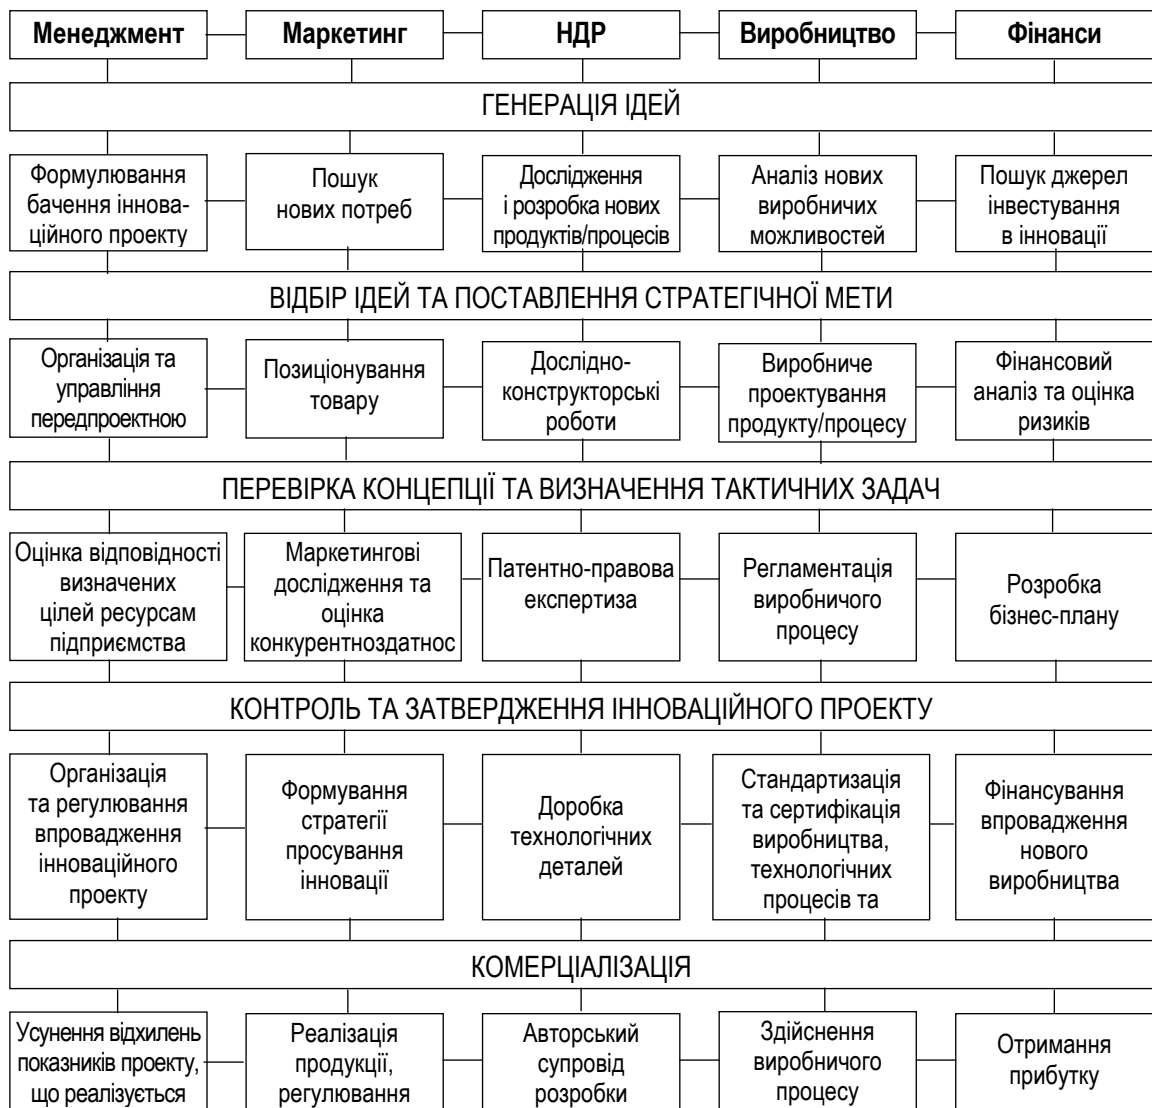 Менеджмент
Маркетинг
НДР
Виробництво
Фінанси
ГЕНЕРАЦІЯ ІДЕЙ
Формулювання
бачення іннова-
ційного проекту
Пошук
нових потреб
Дослідження
і розробка нових
продуктів/процесів
Аналіз нових
виробничих
можливостей
Пошук джерел
інвестування
в інновації
ВІДБІР ІДЕЙ ТА ПОСТАВЛЕННЯ СТРАТЕГІЧНОЇ МЕТИ
Організація та
управління
передпроектною
Позиціонування
товару
Дослідно-
конструкторські
роботи
Виробниче
проектування
продукту/процесу
Фінансовий
аналіз та оцінка
ризиків
ПЕРЕВІРКА КОНЦЕПЦІЇ ТА ВИЗНАЧЕННЯ ТАКТИЧНИХ ЗАДАЧ
Оцінка відповідності
визначених
цілей ресурсам
підприємства
Маркетингові
дослідження та
оцінка
конкурентноздатнос
Патентно-правова
експертиза
Регламентація
виробничого
процесу
Розробка
бізнес-плану
КОНТРОЛЬ ТА ЗАТВЕРДЖЕННЯ ІННОВАЦІЙНОГО ПРОЕКТУ
Організація
та регулювання
впровадження
інноваційного
проекту
Формування
стратегії
просування
інновації
Доробка
технологічних
деталей
Стандартизація
та сертифікація
виробництва,
технологічних
процесів та
Фінансування
впровадження
нового
виробництва
КОМЕРЦІАЛІЗАЦІЯ
Усунення відхилень
показників проекту,
що реалізується
Реалізація
продукції,
регулювання
Авторський
супровід
розробки
Здійснення
виробничого
процесу
Отримання
прибутку